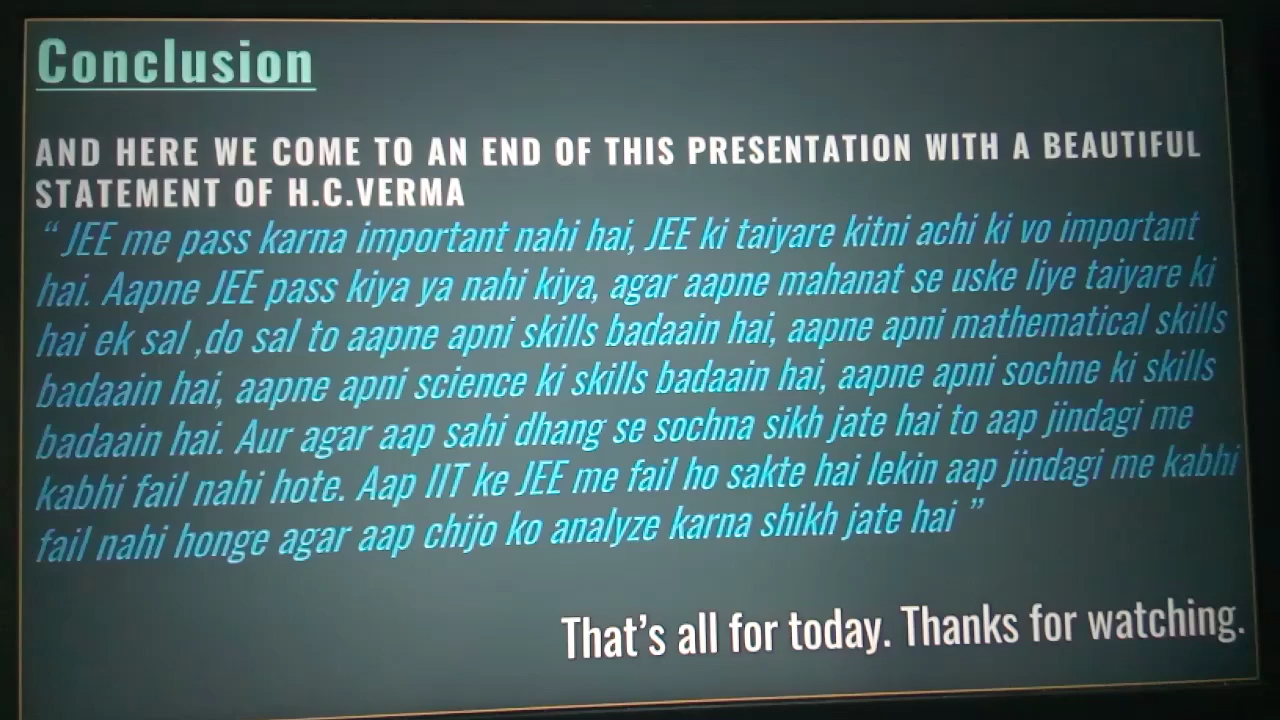 Conclusion
AND HERE WE COME TO AN END OF THIS PRESENTATION WITH A BEAUTIFUL
STATEMENT OF H.C.VERMA
“ JEE me pass karna important nahi hai, JEE ki taiyare kitni achi ki vo important
hai. Aapne JEE pass kiya ya nahi kiya, agar aapne mahanat se uske liye taiyare ki
hai ek sal ,do sal to aapne apni skills badaain hai, aapne apni mathematical skills
badaain hai, aapne apni science ki skills badaain hai, aapne apni sochne ki skills
badaain hai. Aur agar aap sahi dhang se sochna sikh jate hai to aap jindagi me
kabhi fail nahi hote. Aap IIT ke JEE me fail ho sakte hai lekin aap jindagi me kabhi
fail nahi honge agar aap chijo ko analyze karna shikh jate hai ”
That’s all for today. Thanks for watching.